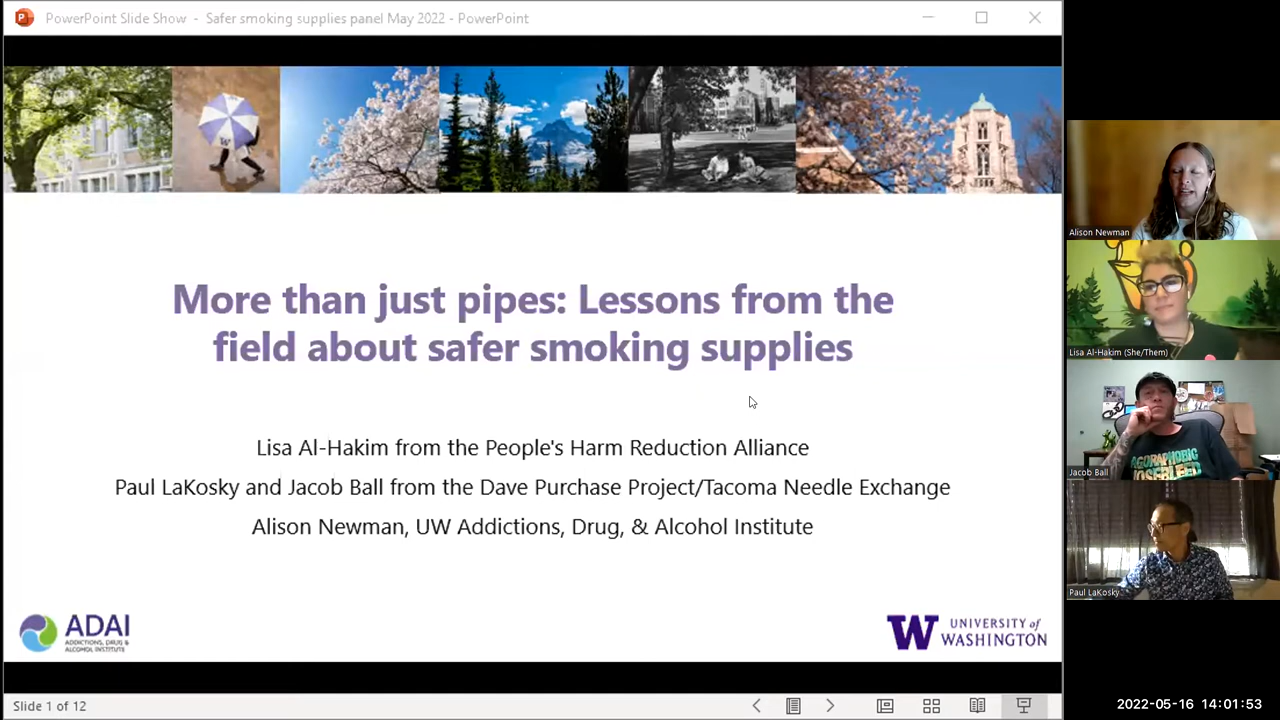 PowerPoint Slide Show - Safer smoking supplies panel May 2022 - PowerPoint
W
More than just pipes: Lessons from the
field about safer smoking supplies
Lisa Al-Hakim from the People's Harm Reduction Alliance
Paul LaKosky and Jacob Ball from the Dave Purchase Project/Tacoma Needle Exchange
Alison Newman, UW Addictions, Drug, & Alcohol Institute
ADAI
ADDICTIONS, DRUG &
ALCOHOL INSTITUTE
W UNIVERSITY of
WASHINGTON
Slide 1 of 12
Alison Newman
Lisa Al-Hakim (She/Them)
AGORAPHOBIC
NOSEBLEED
Jacob Ball
Paul LaKosky
2022-05-16 14:01:53